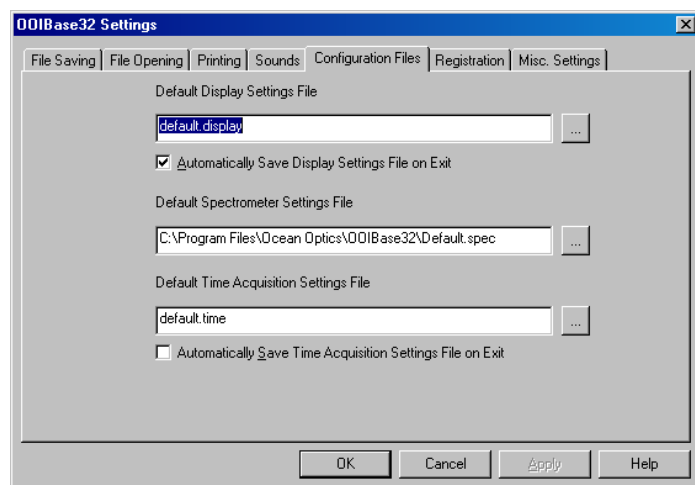 OOIBase32 Settings
File Saving File Opening Printing Sounds Configuration Files Registration Misc. Settings
Default Display Settings File
default.display
...
Automatically Save Display Settings File on Exit
Default Spectrometer Settings File
C:\Program Files\Ocean Optics\OOIBase32\Default.spec
...
Default Time Acquisition Settings File
default.time
...
Automatically Save Time Acquisition Settings File on Exit
OK Cancel Apply Help